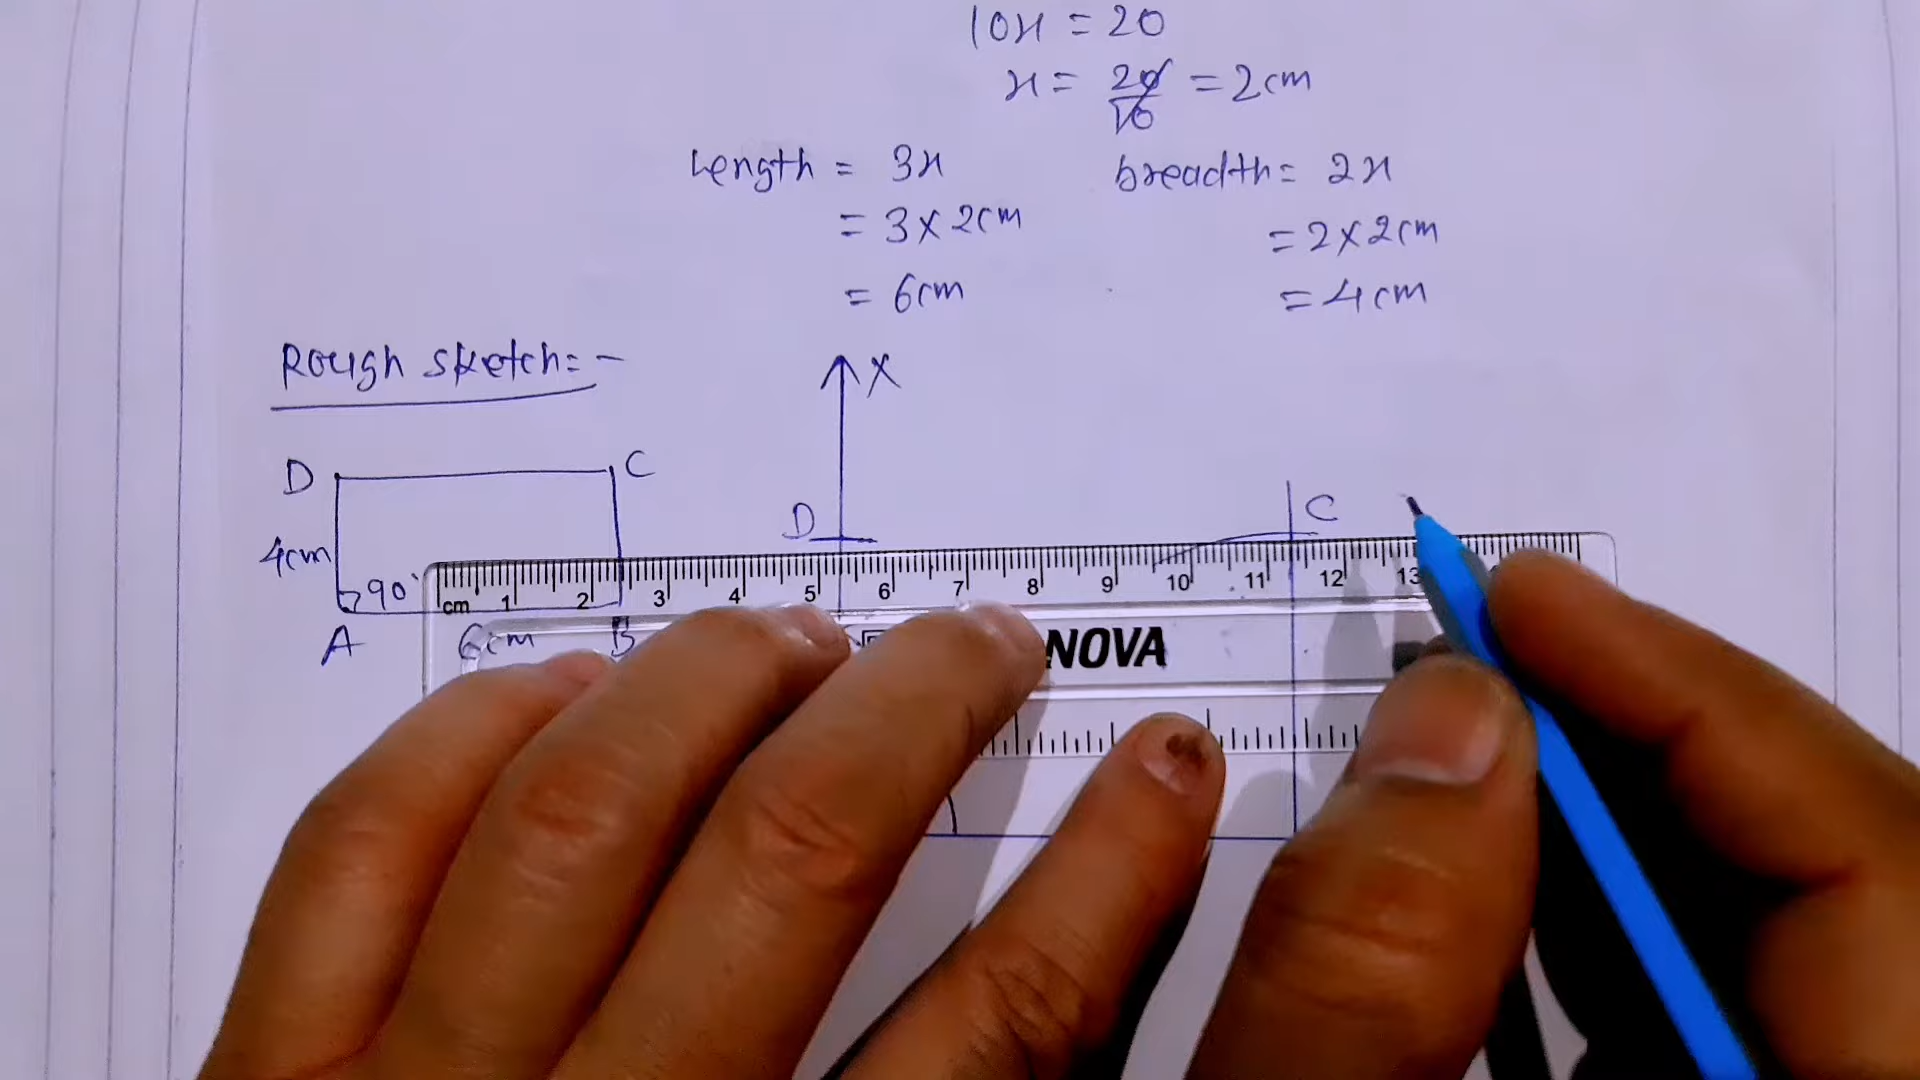 10x = 20
x = 20/10 = 2cm
Length = 3x
= 3 x 2cm
= 6cm
breadth = 2x
= 2 x 2cm
= 4cm
Rough sketch:-
X
D C
4cm
90°
A 6cm B
D
C
cm 1 2 3 4 5 6 7 8 9 10 11 12 13
NOVA